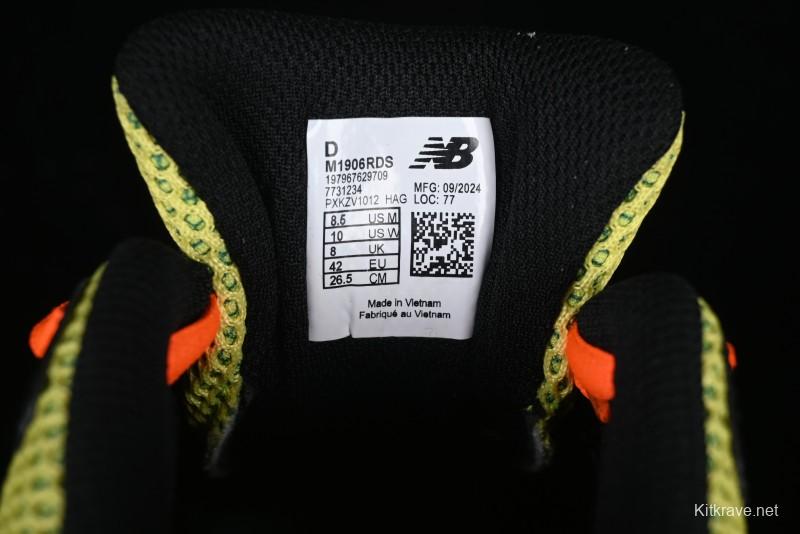 D
M1906RDS
197967629709
7731234
PXKZV1012 HAG
NB
MFG: 09/2024
LOC: 77
8.5 US M
10 US W
8 UK
42 EU
26.5 CM
Made in Vietnam
Fabriqué au Vietnam
Kitkrave.net